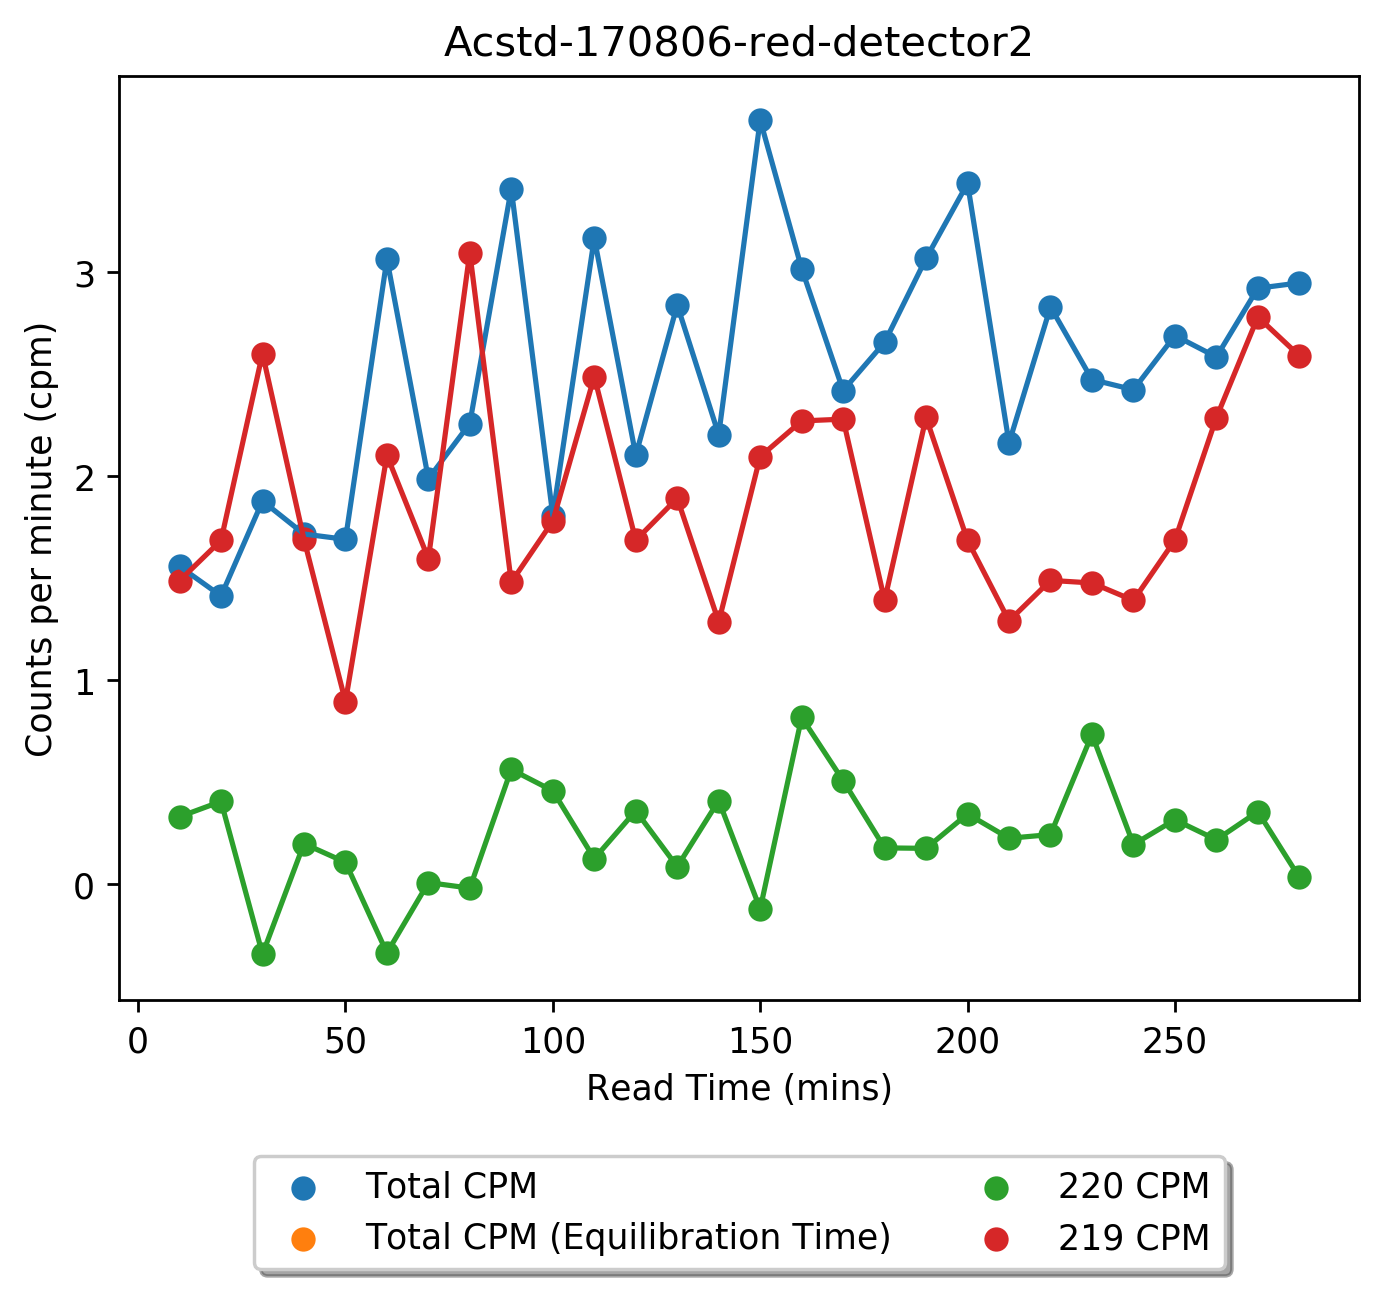 Acstd-170806-red-detector2
Counts per minute (cpm)
3
2
1
0
0 50 100 150 200 250
Read Time (mins)
Total CPM
Total CPM (Equilibration Time)
220 CPM
219 CPM